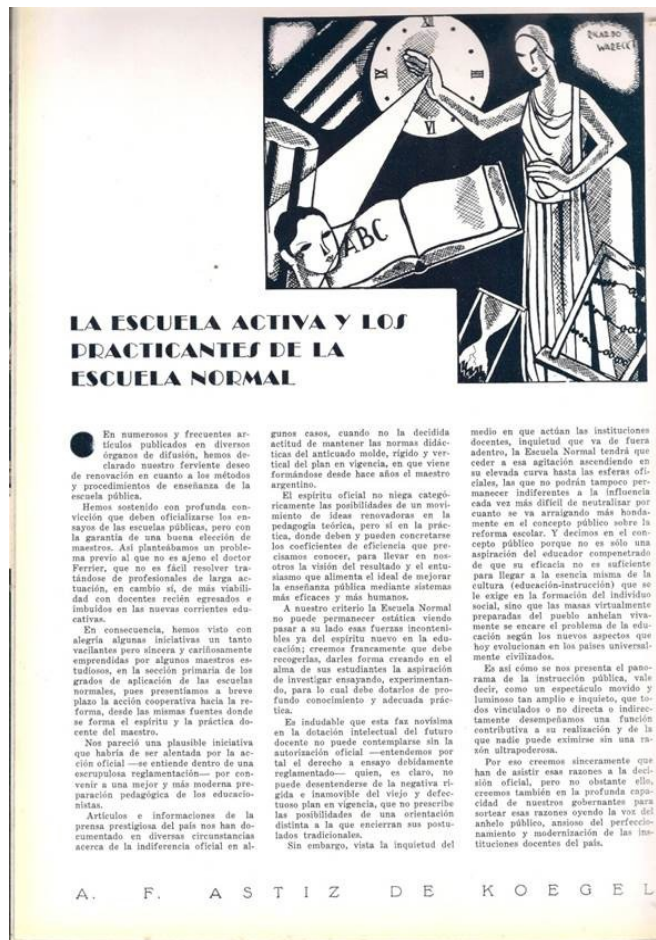 RICARDO
WARECKI
XII
IX
III
VI
ABC
LA ESCUELA ACTIVA Y LOS
PRACTICANTES DE LA
ESCUELA NORMAL
En numerosos y frecuentes ar-
tículos publicados en diversos
órganos de difusión, hemos de-
clarado nuestro ferviente deseo
de renovación en cuanto a los métodos
y procedimientos de enseñanza de la
escuela pública.
Hemos sostenido con profunda con-
vicción que deben oficializarse los en-
sayos de las escuelas públicas, pero con
la garantía de una buena elección de
maestros. Así planteábamos un proble-
ma previo al que no es ajeno el doctor
Ferrier, que no es fácil resolver tra-
tándose de profesionales de larga ac-
tuación, en cambio sí, de más viabili-
dad con docentes recién egresados e
imbuídos en las nuevas corrientes edu-
cativas.
En consecuencia, hemos visto con
alegría algunas iniciativas un tanto
vacilantes pero sincera y cariñosamente
emprendidas por algunos maestros es-
tudiosos, en la sección primaria de los
grados de aplicación de las escuelas
normales, pues presentíamos a breve
plazo la acción cooperativa hacia la re-
forma, desde las mismas fuentes donde
se forma el espíritu y la práctica do-
cente del maestro.
Nos pareció una plausible iniciativa
que habría de ser alentada por la ac-
ción oficial —se entiende dentro de una
escrupulosa reglamentación— por con-
venir a una mejor y más moderna pre-
paración pedagógica de los educacio-
nistas.
Artículos e informaciones de la
prensa prestigiosa del país nos han do-
cumentado en diversas circunstancias
acerca de la indiferencia oficial en al-
gunos casos, cuando no la decidida
actitud de mantener las normas didác-
ticas del anticuado molde, rígido y ver-
tical del plan en vigencia, en que viene
formándose desde hace años el maestro
argentino.
El espíritu oficial no niega categó-
ricamente las posibilidades de un movi-
miento de ideas renovadoras en la
pedagogía teórica, pero sí en la prác-
tica, donde deben y pueden concretarse
los coeficientes de eficiencia que pre-
cisamos conocer, para llevar en nos-
otros la visión del resultado y el entu-
siasmo que alimenta el ideal de mejorar
la enseñanza pública mediante sistemas
más eficaces y más humanos.
A nuestro criterio la Escuela Normal
no puede permanecer estática viendo
pasar a su lado esas fuerzas inconteni-
bles ya del espíritu nuevo en la edu-
cación; creemos francamente que debe
recogerlas, darles forma creando en el
alma de sus estudiantes la aspiración
de investigar ensayando, experimentan-
do, para lo cual debe dotarlos de pro-
fundo conocimiento y adecuada prác-
tica.
Es indudable que esta faz novísima
en la dotación intelectual del futuro
docente no puede contemplarse sin la
autorización oficial —entendemos por
tal el derecho a ensayo debidamente
reglamentado— quien, es claro, no
puede desentenderse de la negativa rí-
gida e inamovible del viejo y defec-
tuoso plan en vigencia, que no prescribe
las posibilidades de una orientación
distinta a la que encierran sus postu-
lados tradicionales.
Sin embargo, vista la inquietud del
medio en que actúan las instituciones
docentes, inquietud que va de fuera
adentro, la Escuela Normal tendrá que
ceder a esa agitación ascendiendo en
su elevada curva hasta las esferas ofi-
ciales, las que no podrán tampoco per-
manecer indiferentes a la influencia
cada vez más difícil de neutralizar por
cuanto se va arraigando más honda-
mente en el concepto público sobre la
reforma escolar. Y decimos en el con-
cepto público porque no es sólo una
aspiración del educador compenetrado
de que su eficacia no es suficiente
para llegar a la esencia misma de la
cultura (educación-instrucción) que se
le exige en la formación del individuo
social, sino que las masas virtualmente
preparadas del pueblo anhelan viva-
mente se encare el problema de la edu-
cación según los nuevos aspectos que
hoy evolucionan en los países universal-
mente civilizados.
Es así cómo se nos presenta el pano-
rama de la instrucción pública, vale
decir, como un espectáculo movido y
luminoso tan amplio e inquieto, que to-
dos vinculados o no directa o indirec-
tamente desempeñamos una función
contributiva a su realización y de la
que nadie puede eximirse sin una ra-
zón ultrapoderosa.
Por eso creemos sinceramente que
han de asistir esas razones a la deci-
sión oficial, pero no obstante ello,
creemos también en la profunda capa-
cidad de nuestros gobernantes para
sortear esas razones oyendo la voz del
anhelo público, ansioso del perfeccio-
namiento y modernización de las ins-
tituciones docentes del país.
A. F. ASTIZ DE KOEGEL